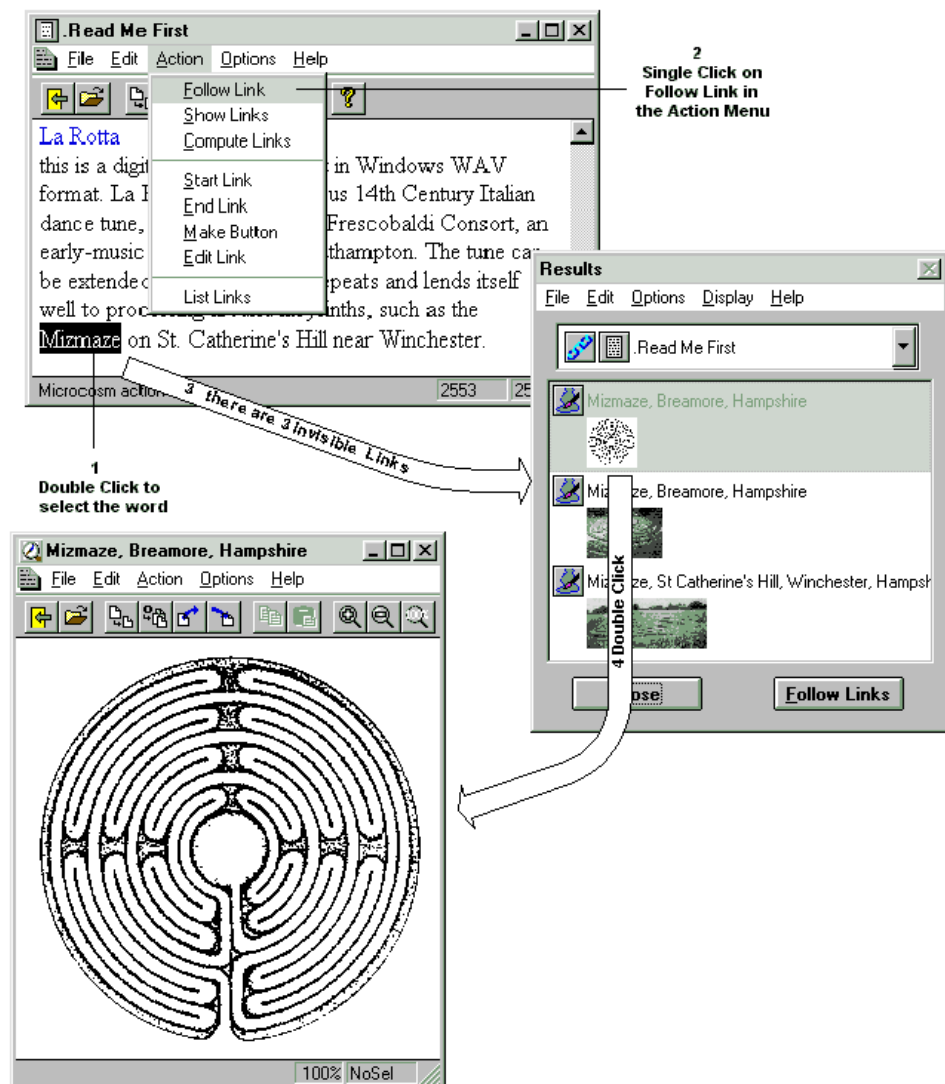 .Read Me First
File Edit Action Options Help
Follow Link
Show Links
Compute Links
Start Link
End Link
Make Button
Edit Link
List Links
2
Single Click on
Follow Link in
the Action Menu
La Rotta
this is a digit in Windows WAV
format. La us 14th Century Italian
dance tune, Frescobaldi Consort, an
early-music thampton. The tune can
be extended epeats and lends itself
well to nths, such as the
Mizmaze on St. Catherine's Hill near Winchester.
Microcosm action 2553
1
Double Click to
select the word
3 there are 3 invisible Links
Results
File Edit Options Display Help
.Read Me First
Mizmaze, Breamore, Hampshire
Mizmaze, Breamore, Hampshire
Mizmaze, St Catherine's Hill, Winchester, Hampsh
4 Double Click
ose Follow Links
Mizmaze, Breamore, Hampshire
File Edit Action Options Help
100% NoSel